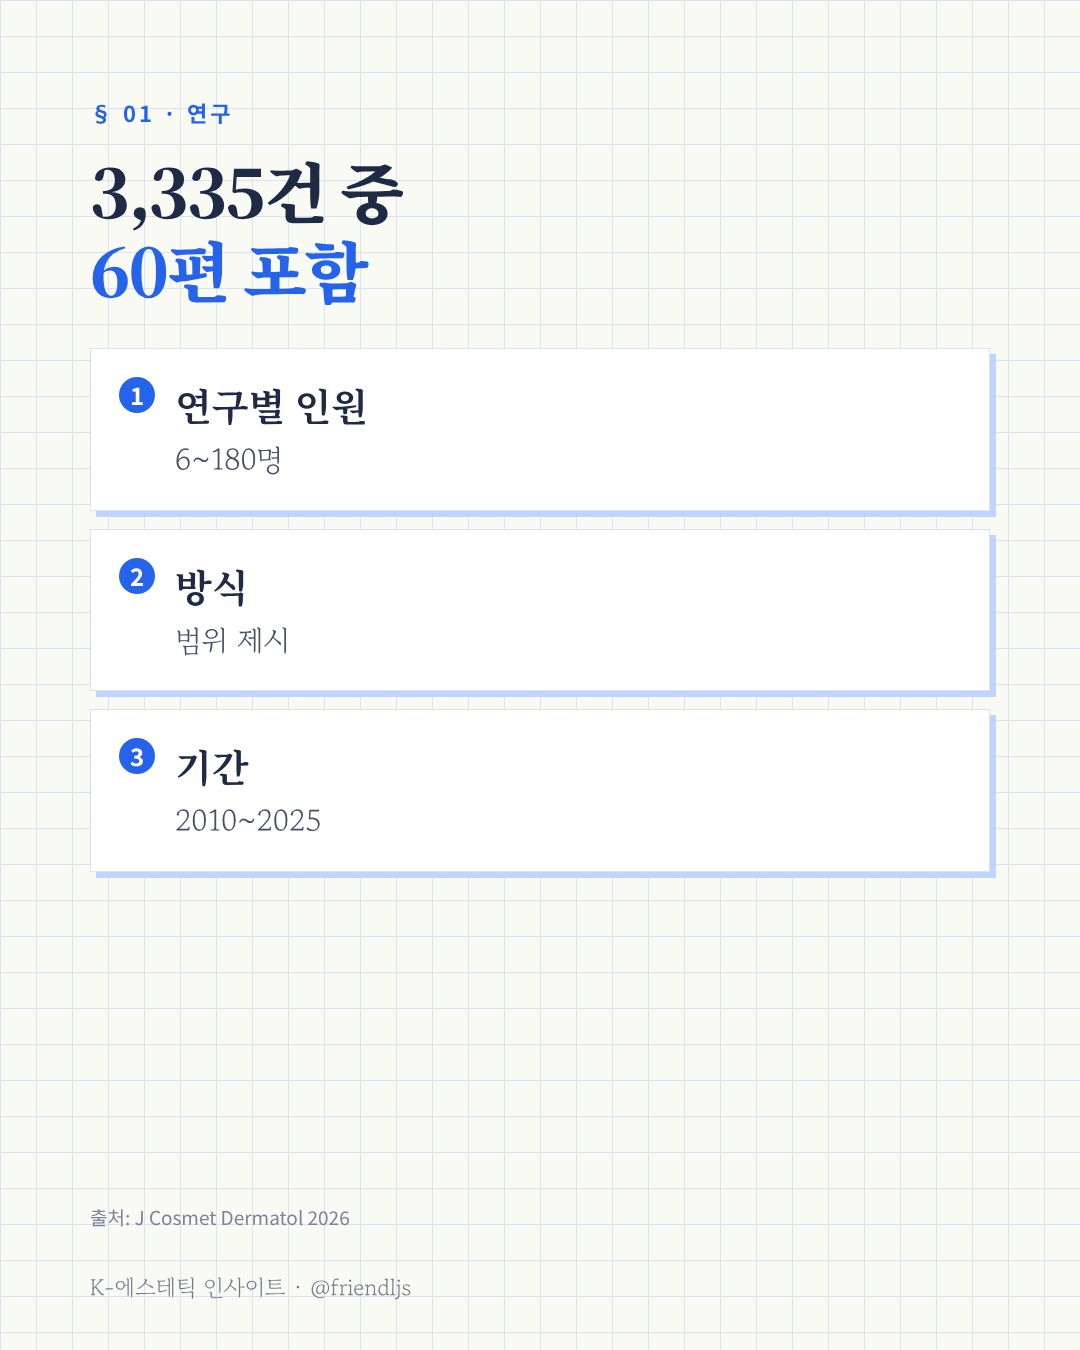 § 01 · 연구
3,335건 중
60편 포함
1 연구별 인원
6~180명
2 방식
범위 제시
3 기간
2010~2025
출처: J Cosmet Dermatol 2026
K-에스테틱 인사이트 · @friendljs